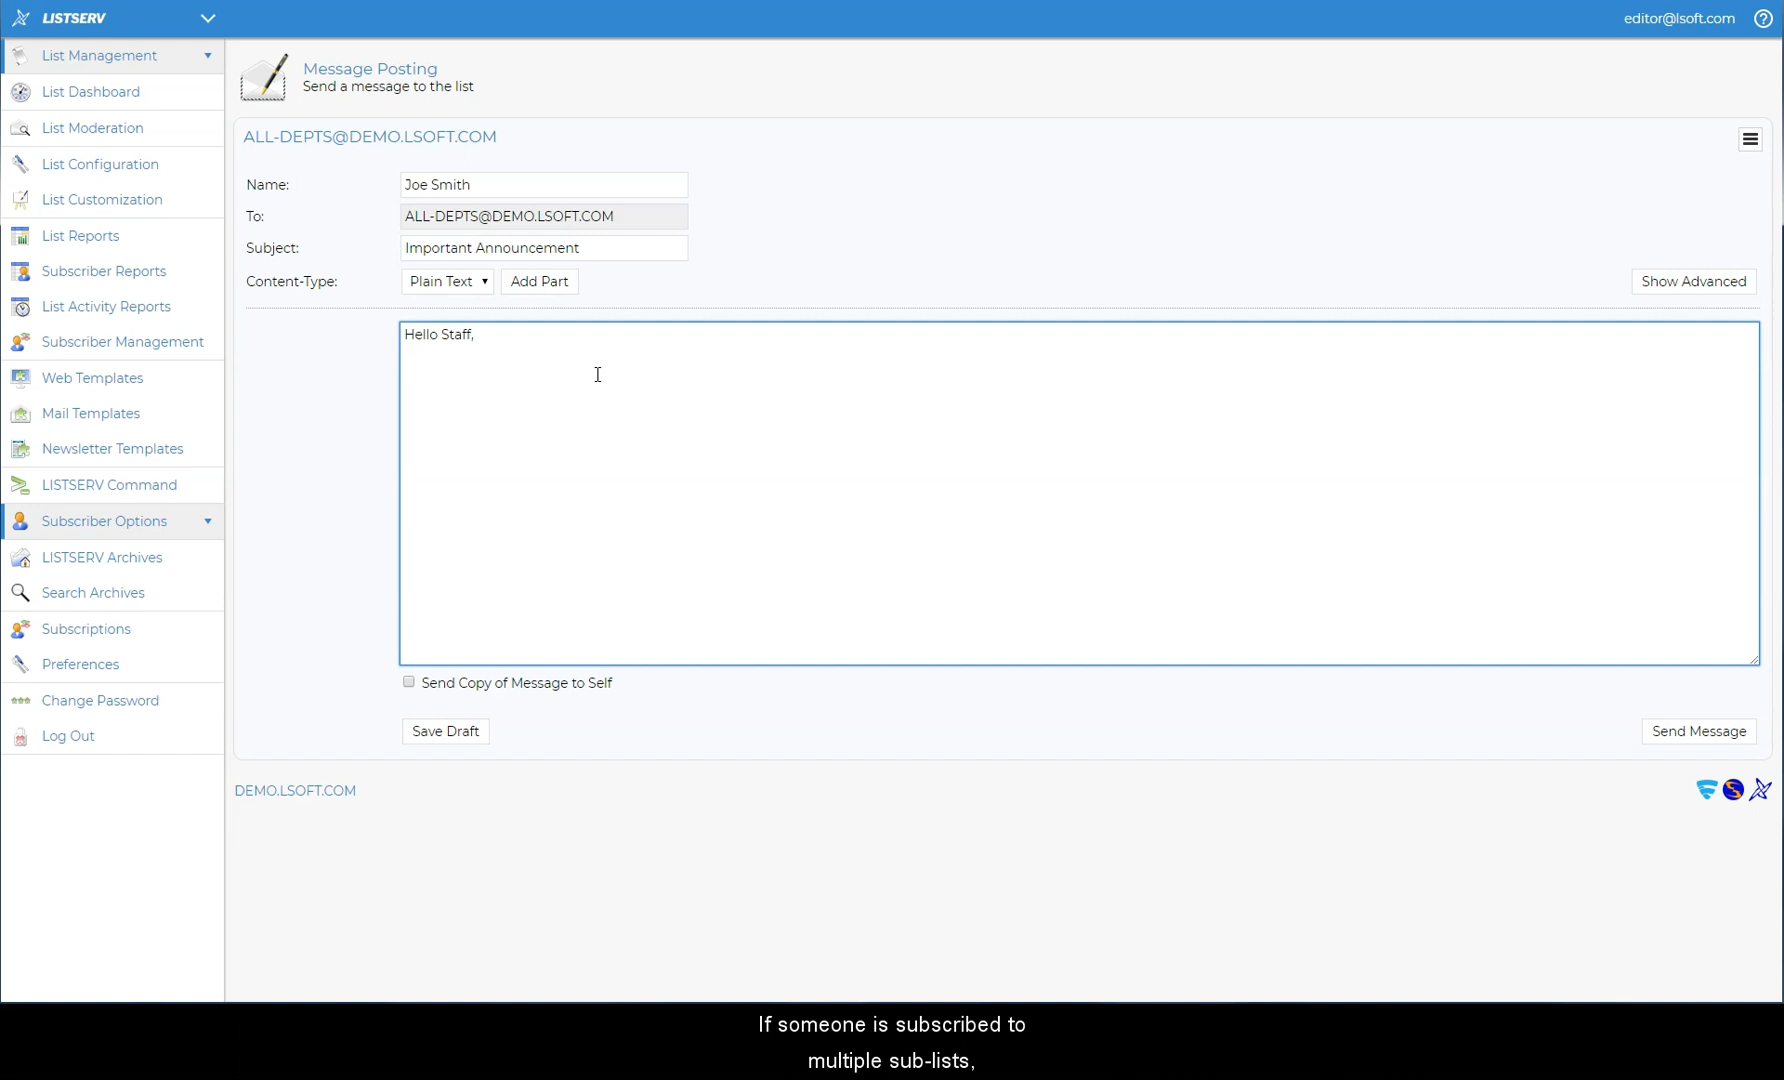 LISTSERV
editor@lsoft.com
List Management
List Dashboard
List Moderation
List Configuration
List Customization
List Reports
Subscriber Reports
List Activity Reports
Subscriber Management
Web Templates
Mail Templates
Newsletter Templates
LISTSERV Command
Subscriber Options
LISTSERV Archives
Search Archives
Subscriptions
Preferences
Change Password
Log Out
Message Posting
Send a message to the list
ALL-DEPTS@DEMO.LSOFT.COM
Name: Joe Smith
To: ALL-DEPTS@DEMO.LSOFT.COM
Subject: Important Announcement
Content-Type: Plain Text Add Part Show Advanced
Hello Staff,
Send Copy of Message to Self
Save Draft Send Message
DEMO.LSOFT.COM
If someone is subscribed to
multiple sub-lists,